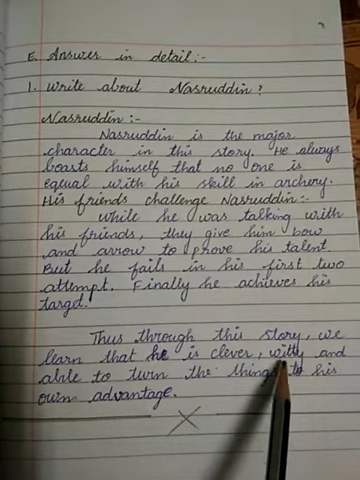 E. Answer in detail:-
1. Write about Nasruddin?
Nasruddin:-
Nasruddin is the major
character in this story. He always
boasts himself that no one is
equal with his skill in archery.
His friends challenge Nasruddin:-
While he was talking with
his friends, they give him bow
and arrow to prove his talent.
But he fails in his first two
attempt. Finally he achieves his
target.
Thus through this story, we
learn that he is clever, witty and
able to turn the things to his
own advantage.